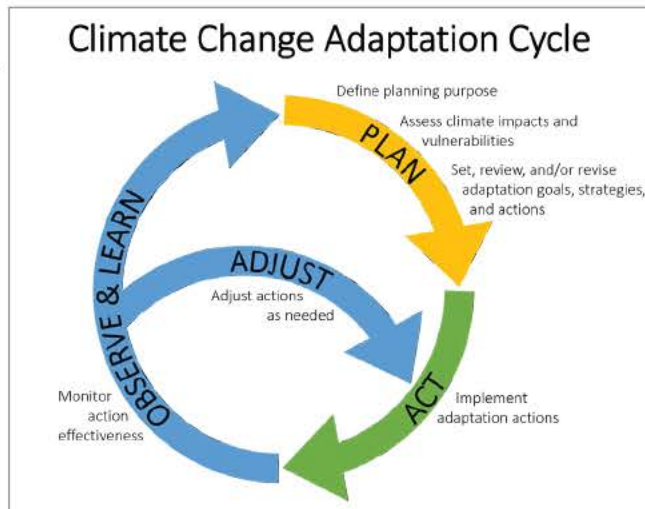 Climate Change Adaptation Cycle
Define planning purpose
PLAN
Assess climate impacts and
vulnerabilities
Set, review, and/or revise
adaptation goals, strategies,
and actions
OBSERVE & LEARN
ADJUST
Adjust actions
as needed
ACT
Implement
adaptation actions
Monitor
action
effectiveness